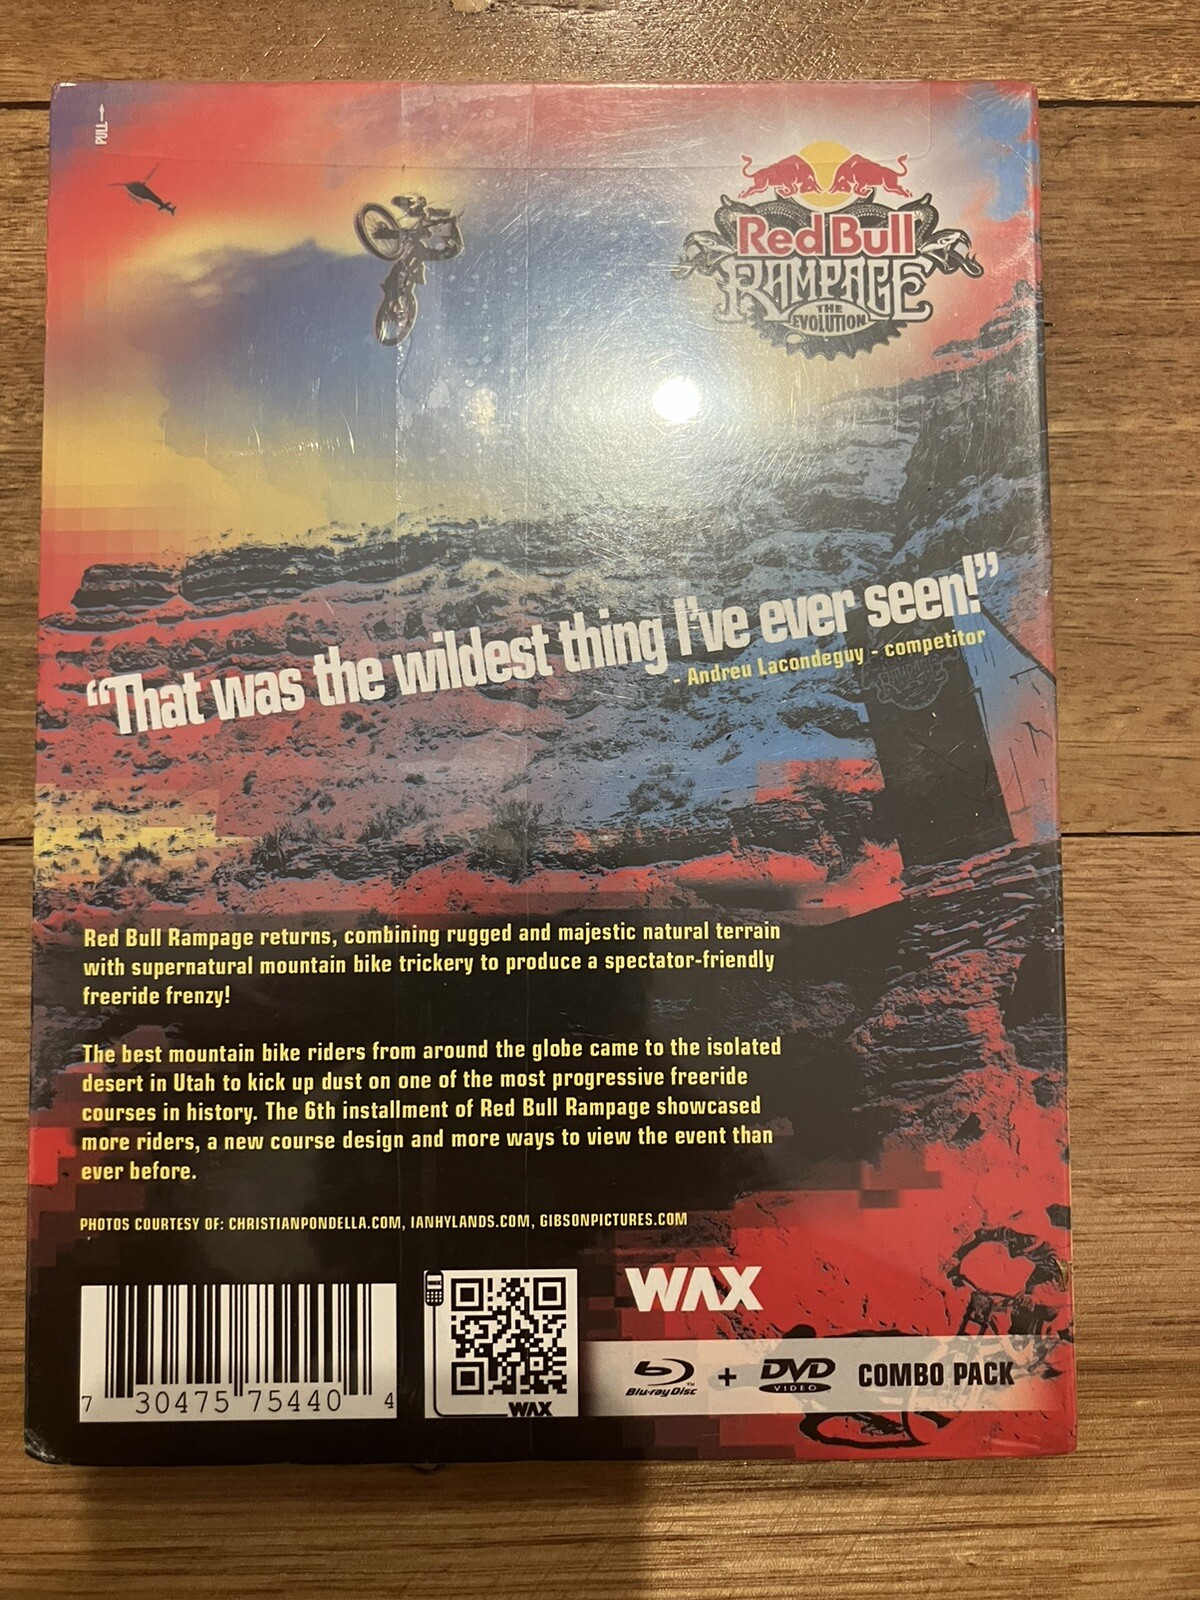 PULL→
Red Bull
RAMPAGE
THE
EVOLUTION
“That was the wildest thing I’ve ever seen!”
- Andreu Lacondeguy - competitor
Red Bull Rampage returns, combining rugged and majestic natural terrain
with supernatural mountain bike trickery to produce a spectator-friendly
freeride frenzy!
The best mountain bike riders from around the globe came to the isolated
desert in Utah to kick up dust on one of the most progressive freeride
courses in history. The 6th installment of Red Bull Rampage showcased
more riders, a new course design and more ways to view the event than
ever before.
PHOTOS COURTESY OF: CHRISTIANPONDELLA.COM, IANHYLANDS.COM, GIBSONPICTURES.COM
7 30475 75440 4
WAX
WAX
Blu-ray Disc™ + DVD VIDEO COMBO PACK